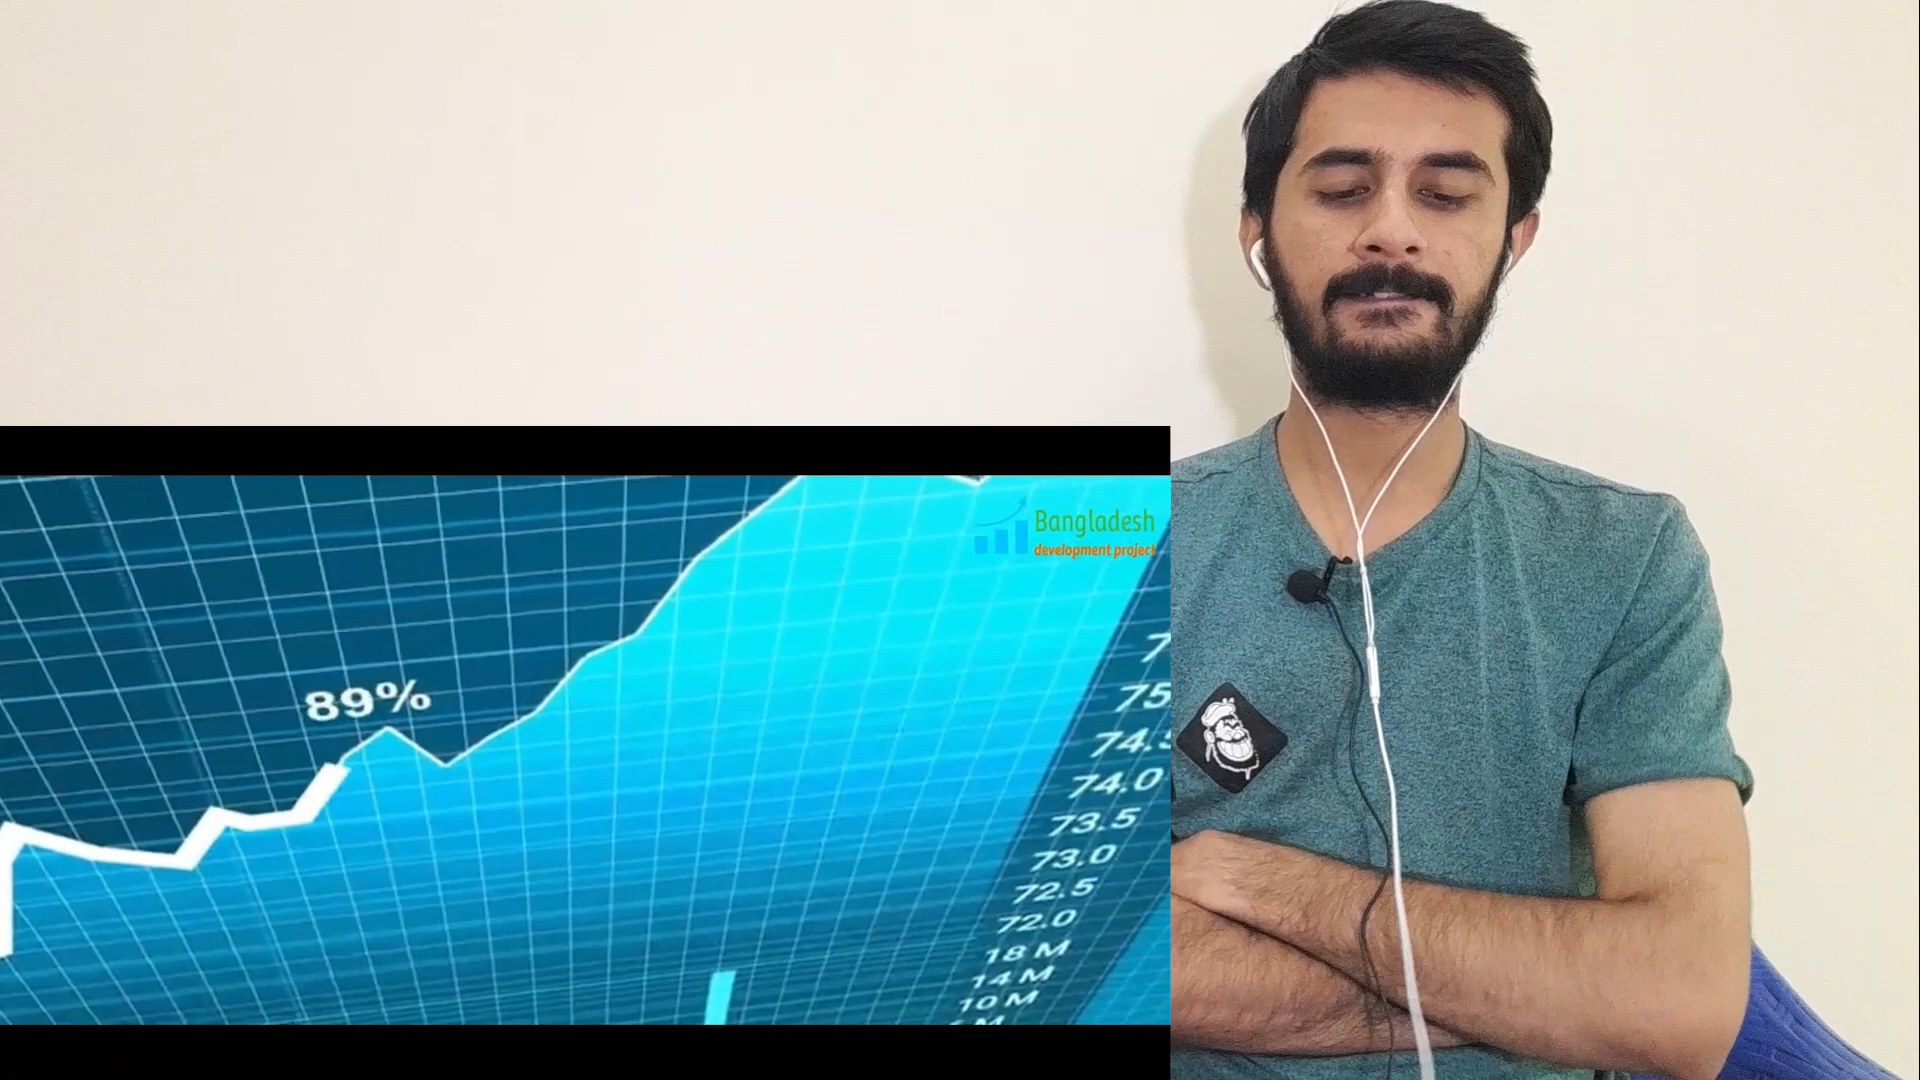 Bangladesh
development project
89%
75
74.0
73.5
73.0
72.5
72.0
18 M
14 M
10 M